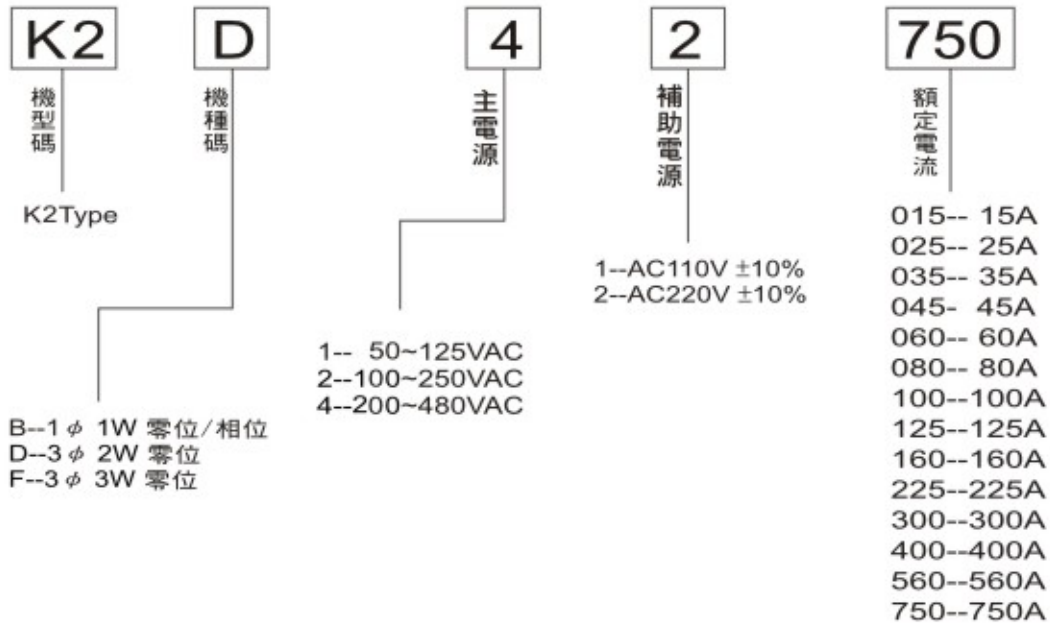 K2 D 4 2 750
機型碼
機種碼
主電源
補助電源
額定電流
K2Type
B--1φ 1W 零位/相位
D--3φ 2W 零位
F--3φ 3W 零位
1-- 50~125VAC
2--100~250VAC
4--200~480VAC
1--AC110V ±10%
2--AC220V ±10%
015-- 15A
025-- 25A
035-- 35A
045- 45A
060-- 60A
080-- 80A
100--100A
125--125A
160--160A
225--225A
300--300A
400--400A
560--560A
750--750A